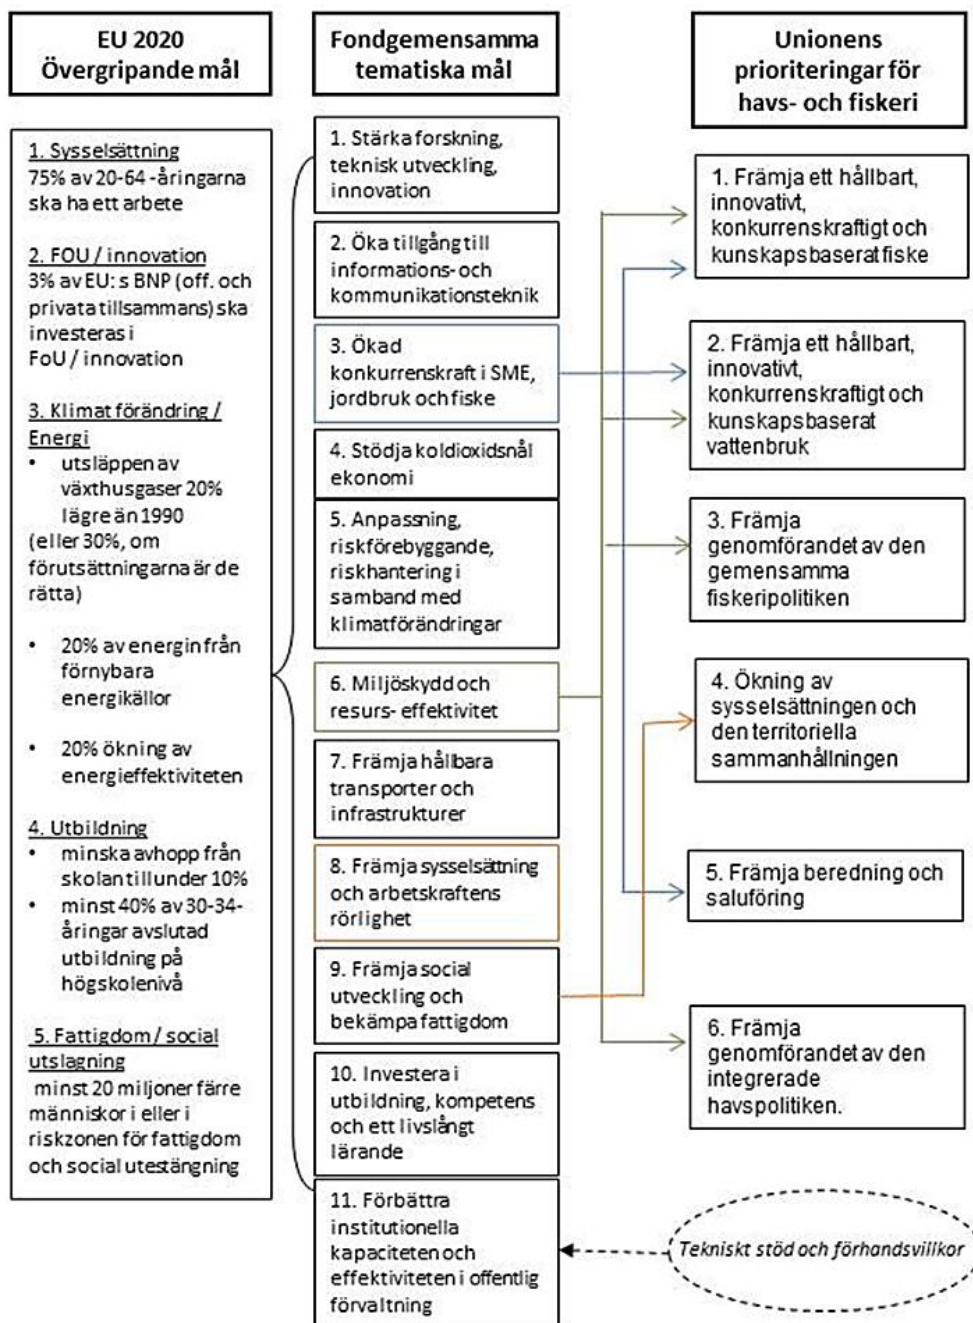 EU 2020
Övergripande mål
1. Sysselsättning
75% av 20-64 -åringarna
ska ha ett arbete
2. FOU / innovation
3% av EU: s BNP (off. och
privata tillsammans) ska
investeras i
FoU / innovation
3. Klimat förändring /
Energi
• utsläppen av
växthusgaser 20%
lägre än 1990
(eller 30%, om
förutsättningarna är de
rätta)
• 20% av energin från
förnybara
energikällor
• 20% ökning av
energieffektiviteten
4. Utbildning
• minska avhopp från
skolan till under 10%
• minst 40% av 30-34-
åringar avslutad
utbildning på
högskolenivå
5. Fattigdom / social
utslagning
minst 20 miljoner färre
människor i eller i
riskzonen för fattigdom
och social utestängning
Fondgemensamma
tematiska mål
1. Stärka forskning,
teknisk utveckling,
innovation
2. Öka tillgång till
informations- och
kommunikationsteknik
3. Ökad
konkurrenskraft i SME,
jordbruk och fiske
4. Stödja koldioxidsnål
ekonomi
5. Anpassning,
riskförebyggande,
riskhantering i
samband med
klimatförändringar
6. Miljöskydd och
resurs- effektivitet
7. Främja hållbara
transporter och
infrastrukturer
8. Främja sysselsättning
och arbetskraftens
rörlighet
9. Främja social
utveckling och
bekämpa fattigdom
10. Investera i
utbildning, kompetens
och ett livslångt
lärande
11. Förbättra
institutionella
kapaciteten och
effektiviteten i offentlig
förvaltning
Unionens
prioriteringar för
havs- och fiskeri
1. Främja ett hållbart,
innovativt,
konkurrenskraftigt och
kunskapsbaserat fiske
2. Främja ett hållbart,
innovativt,
konkurrenskraftigt och
kunskapsbaserat
vattenbruk
3. Främja
genomförandet av den
gemensamma
fiskeripolitiken
4. Ökning av
sysselsättningen och
den territoriella
sammanhållningen
5. Främja beredning och
saluföring
6. Främja
genomförandet av den
integrerade
havspolitiken.
Tekniskt stöd och förhandsvillkor